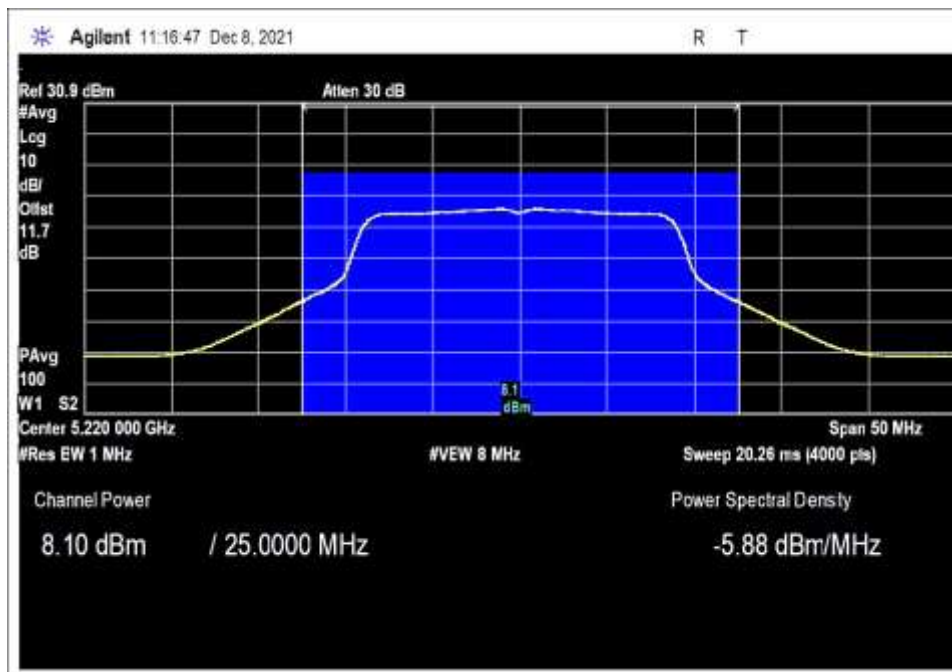 Agilent 11:16:47 Dec 8, 2021
R T
Ref 30.9 dBm Atten 30 dB
#Avg
Log
10
dB/
Offst
11.7
dB
PAvg
100
W1 S2
8.1
dBm
Center 5.220 000 GHz Span 50 MHz
#Res BW 1 MHz #VBW 8 MHz Sweep 20.26 ms (4000 pts)
Channel Power Power Spectral Density
8.10 dBm / 25.0000 MHz -5.88 dBm/MHz